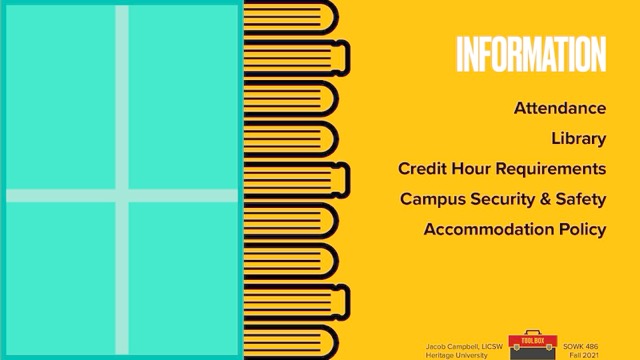 INFORMATION
Attendance
Library
Credit Hour Requirements
Campus Security & Safety
Accommodation Policy
Jacob Campbell, LICSW
Heritage University
TOOLBOX
SOWK 486
Fall 2021